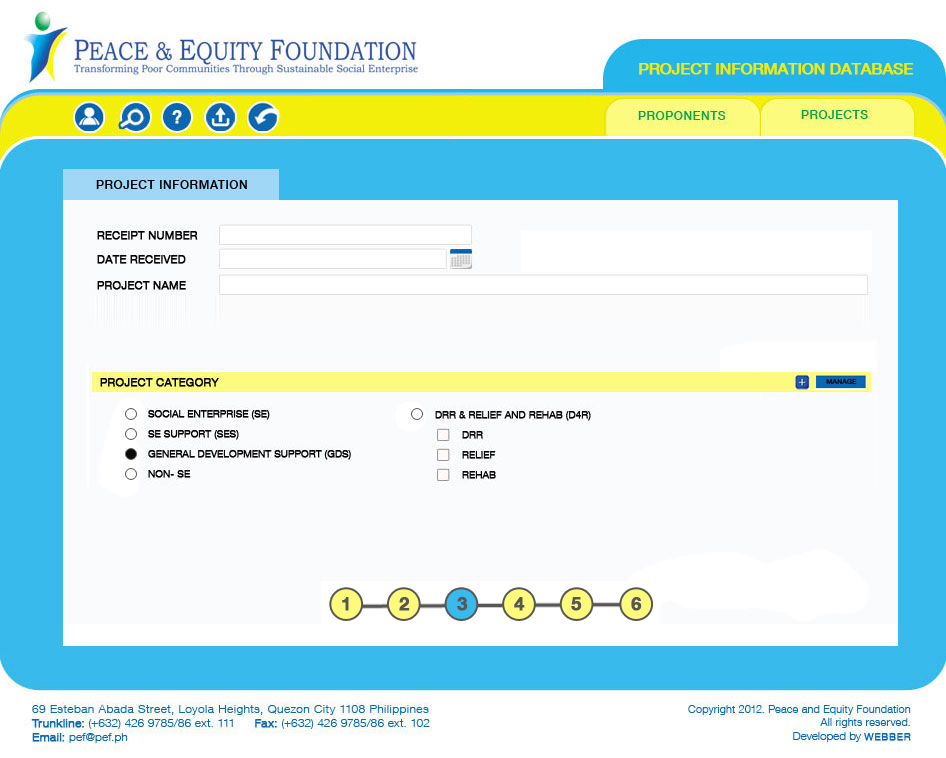 PEACE & EQUITY FOUNDATION
Transforming Poor Communities Through Sustainable Social Enterprise
PROJECT INFORMATION DATABASE
?
PROPONENTS
PROJECTS
PROJECT INFORMATION
RECEIPT NUMBER
DATE RECEIVED
PROJECT NAME
PROJECT CATEGORY
+ MANAGE
SOCIAL ENTERPRISE (SE)
SE SUPPORT (SES)
GENERAL DEVELOPMENT SUPPORT (GDS)
NON- SE
DRR & RELIEF AND REHAB (D4R)
DRR
RELIEF
REHAB
1 2 3 4 5 6
69 Esteban Abada Street, Loyola Heights, Quezon City 1108 Philippines
Trunkline: (+632) 426 9785/86 ext. 111 Fax: (+632) 426 9785/86 ext. 102
Email: pef@pef.ph
Copyright 2012. Peace and Equity Foundation
All rights reserved.
Developed by WEBBER